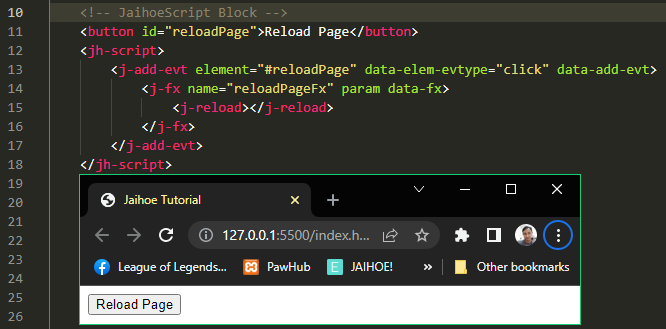 10 <!-- JaihoeScript Block -->
11 <button id="reloadPage">Reload Page</button>
12 <jh-script>
13 <j-add-evt element="#reloadPage" data-elem-evtype="click" data-add-evt>
14 <j-fx name="reloadPageFx" param data-fx>
15 <j-reload></j-reload>
16 </j-fx>
17 </j-add-evt>
18 </jh-script>
19
20
21
22
23
24
25
26
Jaihoe Tutorial
127.0.0.1:5500/index.h...
League of Legends... PawHub JAIHOE! » Other bookmarks
Reload Page